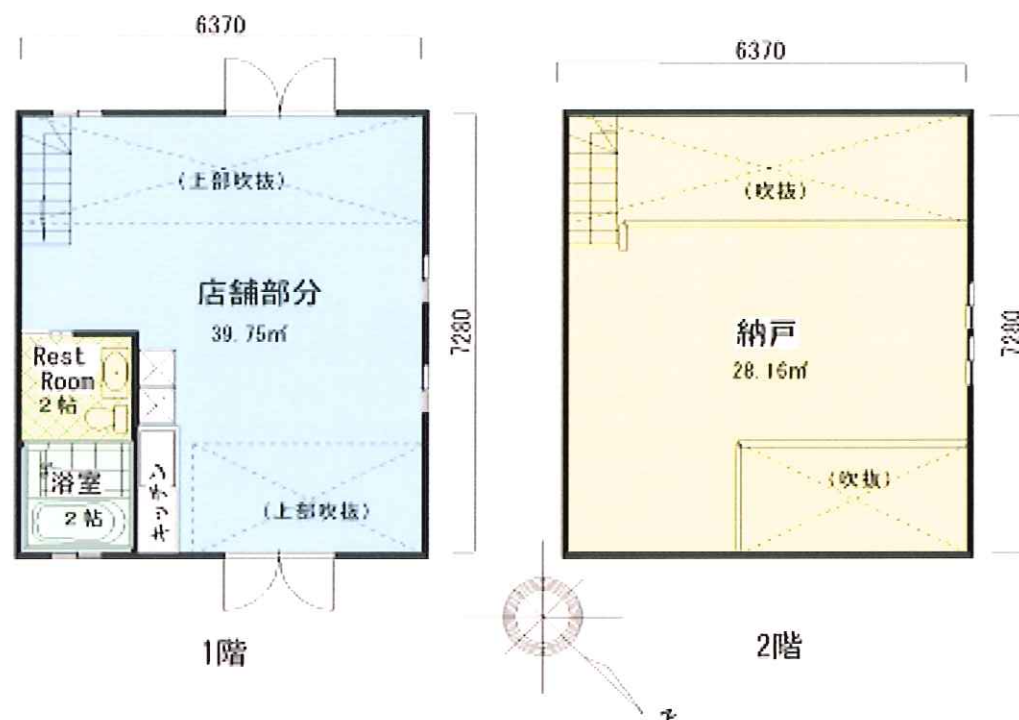 6370
(上部吹抜)
店舗部分
39.75㎡
7280
Rest
Room
2帖
浴室
2帖
キッチン
(上部吹抜)
1階
6370
(吹抜)
納戸
28.16㎡
7280
(吹抜)
2階